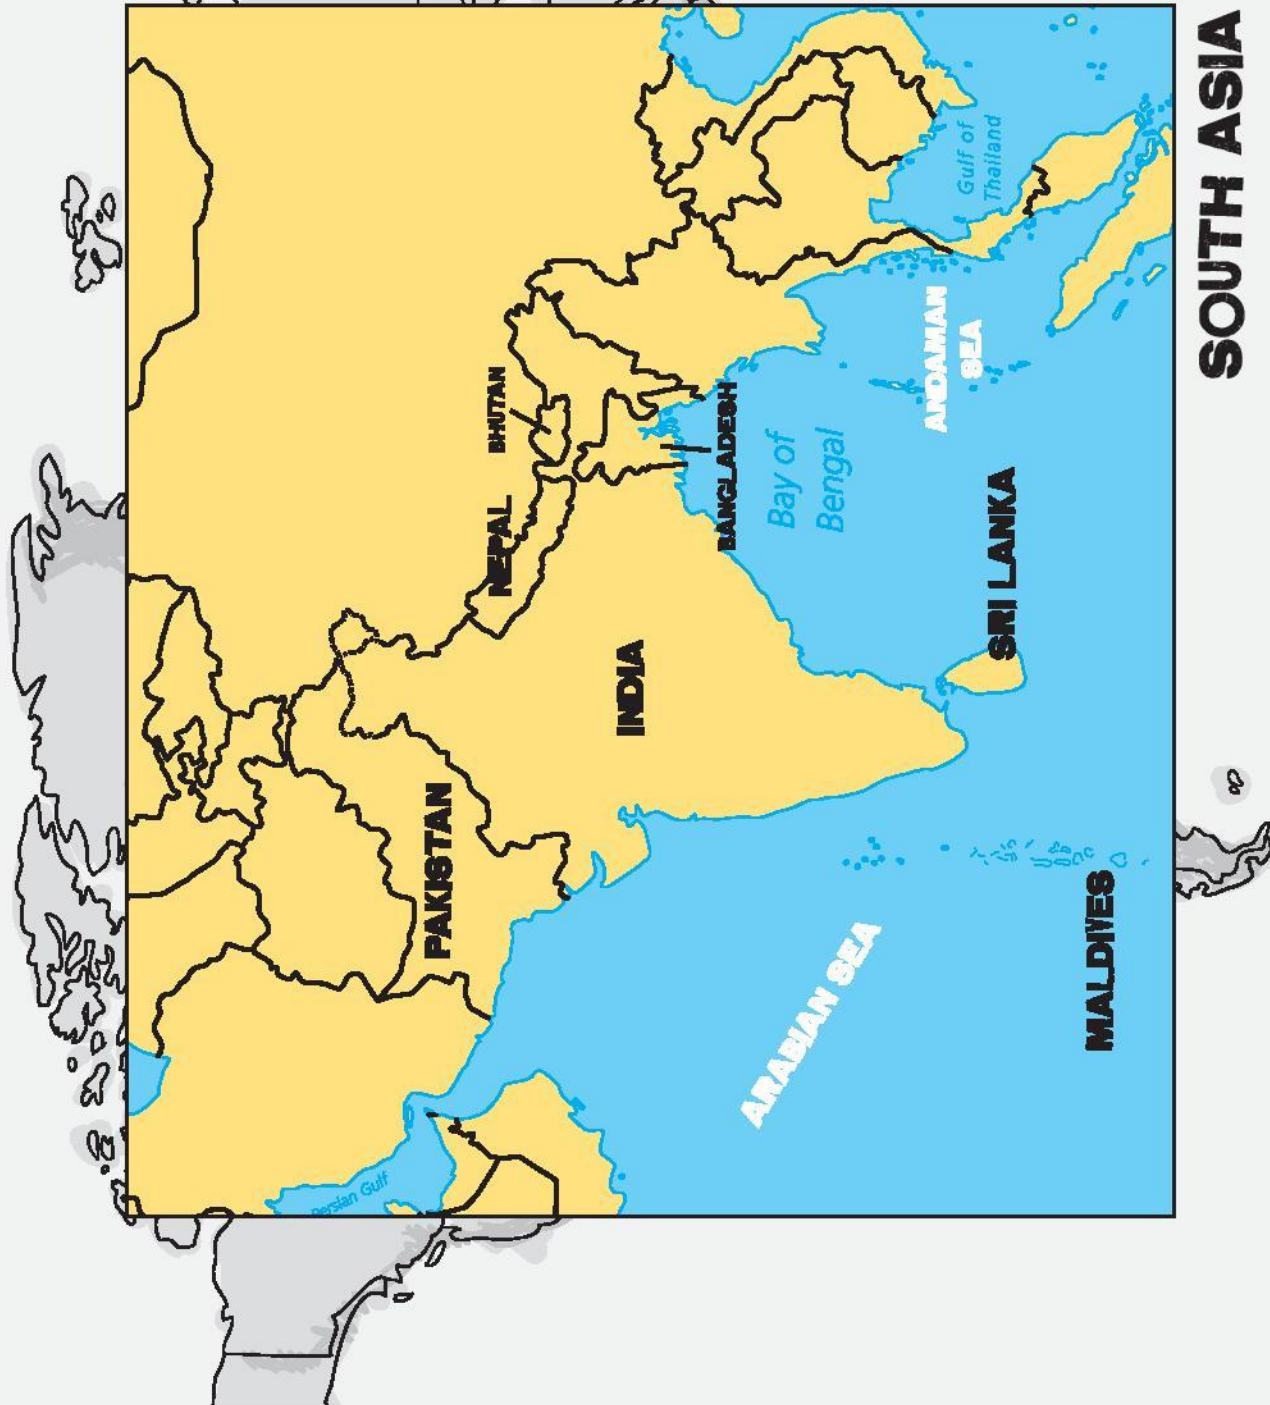 SOUTH ASIA
BHUTAN
NEPAL
PAKISTAN
INDIA
BANGLADESH
Persian Gulf
Bay of
Bengal
ARABIAN SEA
ANDAMAN
SEA
Gulf of
Thailand
SRI LANKA
MALDIVES